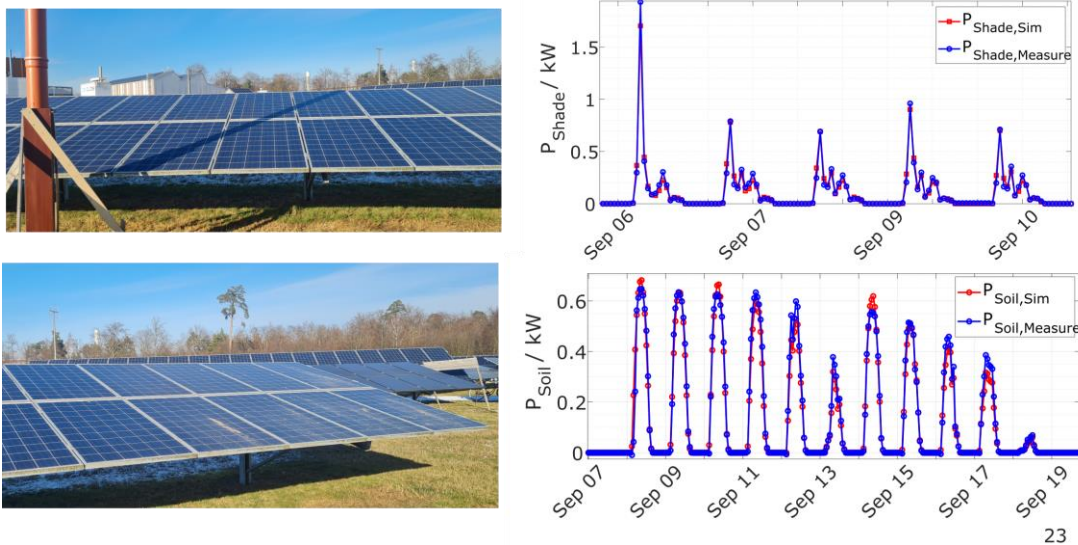 P_Shade / kW
1.5
1
0.5
0
P_Shade,Sim
P_Shade,Measure
Sep 06
Sep 07
Sep 09
Sep 10
P_Soil / kW
0.6
0.4
0.2
0
P_Soil,Sim
P_Soil,Measure
Sep 07
Sep 09
Sep 11
Sep 13
Sep 15
Sep 17
Sep 19
23